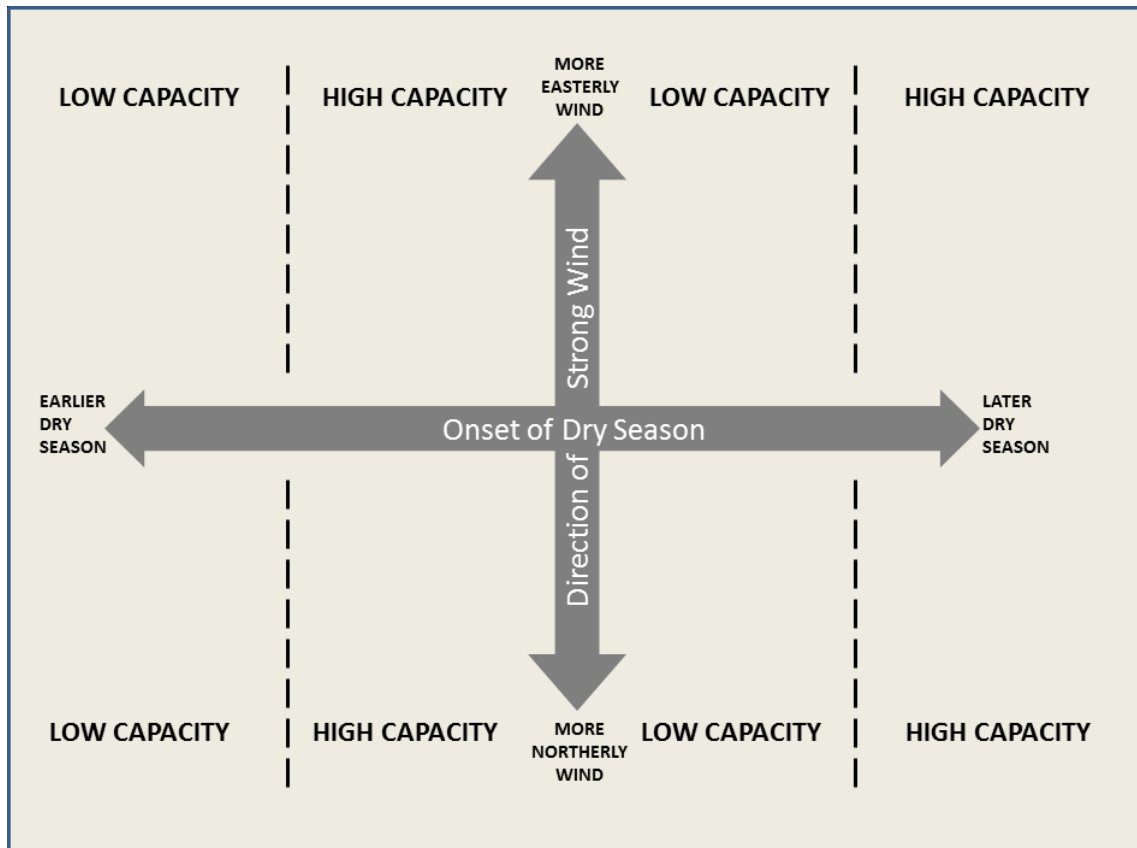 MORE
EASTERLY
WIND
LOW CAPACITY
HIGH CAPACITY
LOW CAPACITY
HIGH CAPACITY
Strong Wind
EARLIER
DRY
SEASON
Onset of Dry Season
LATER
DRY
SEASON
Direction of
LOW CAPACITY
HIGH CAPACITY
LOW CAPACITY
HIGH CAPACITY
MORE
NORTHERLY
WIND